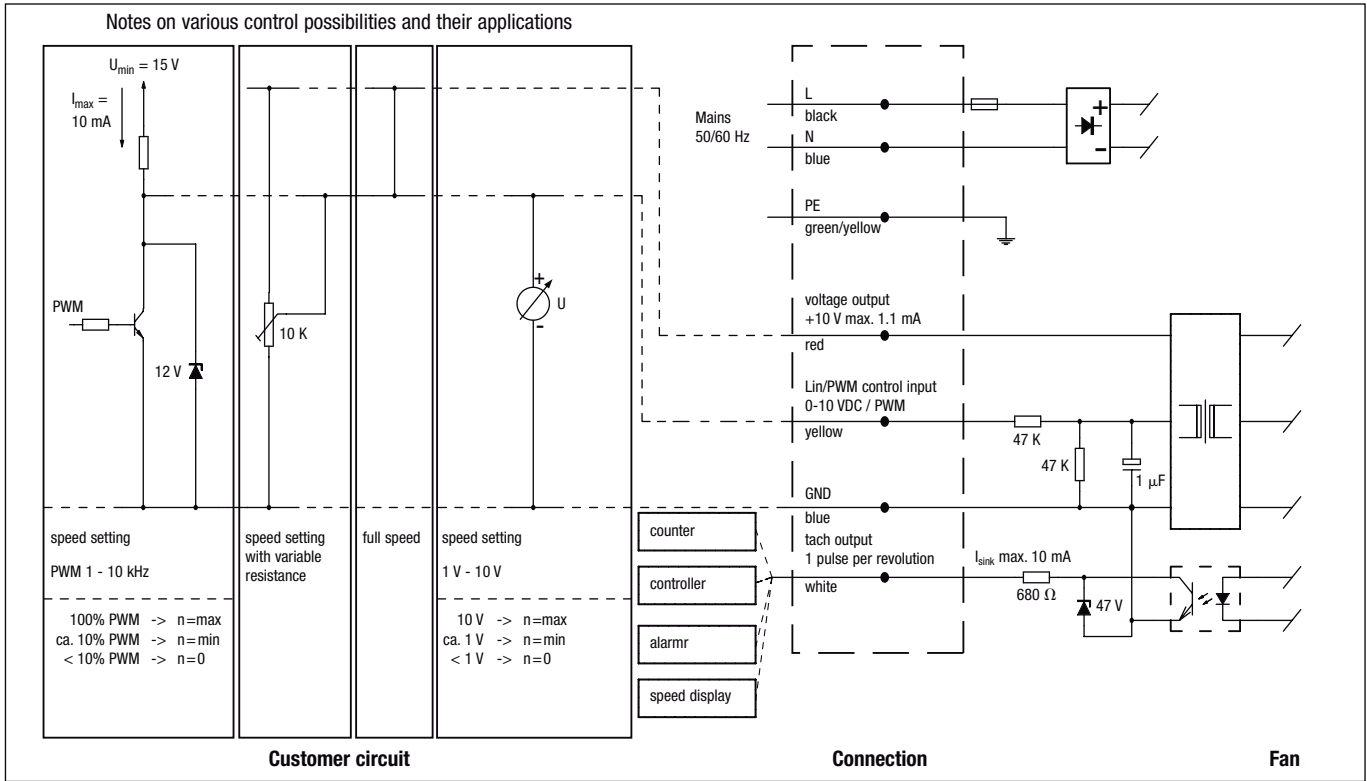 Notes on various control possibilities and their applications
Umin = 15 V
Imax =
10 mA
PWM
12 V
speed setting
PWM 1 - 10 kHz
100% PWM -> n=max
ca. 10% PWM -> n=min
< 10% PWM -> n=0
10 K
speed setting
with variable
resistance
full speed
+
U
-
speed setting
1 V - 10 V
10 V -> n=max
ca. 1 V -> n=min
< 1 V -> n=0
Customer circuit
counter
controller
alarmr
speed display
Mains
50/60 Hz
L
black
N
blue
PE
green/yellow
voltage output
+10 V max. 1.1 mA
red
Lin/PWM control input
0-10 VDC / PWM
yellow
GND
blue
tach output
1 pulse per revolution
white
Connection
+
-
47 K
47 K
1 μF
Isink max. 10 mA
680 Ω
47 V
Fan